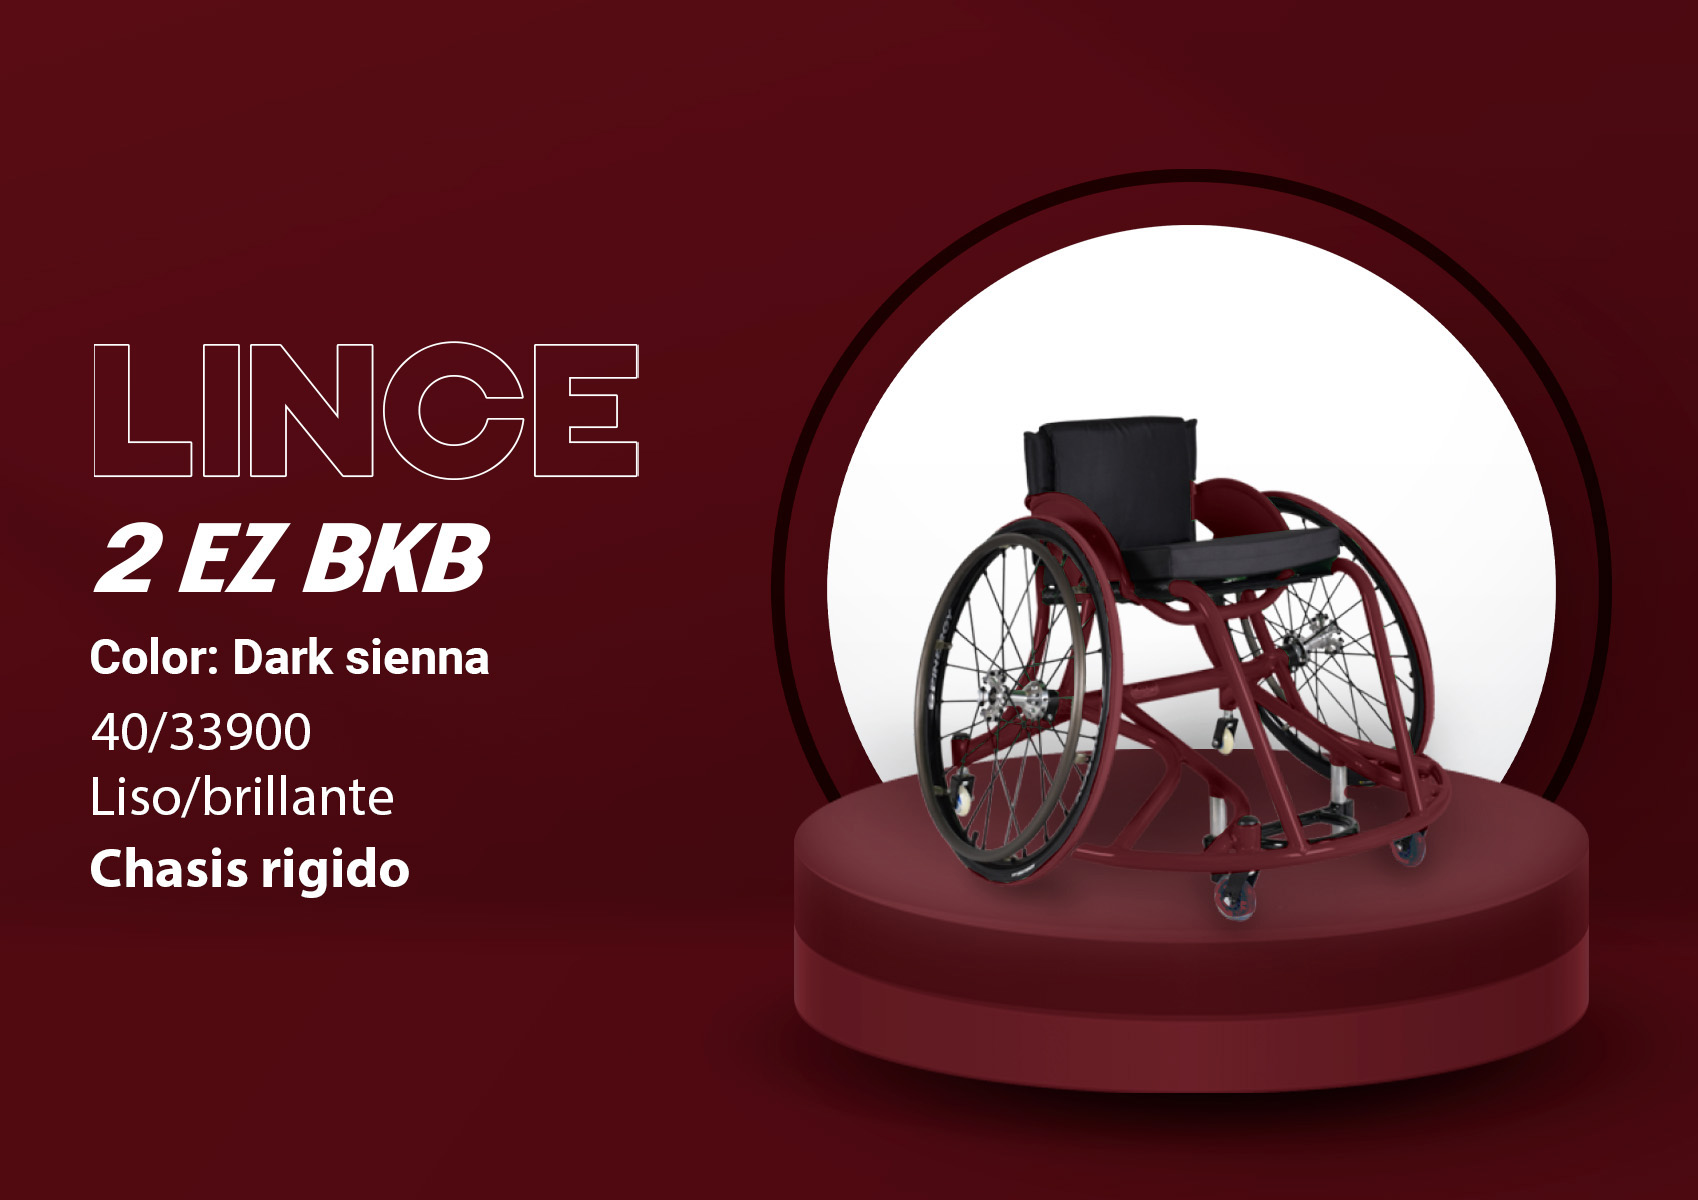 LINCE
2 EZ BKB
Color: Dark sienna
40/33900
Liso/brillante
Chasis rigido